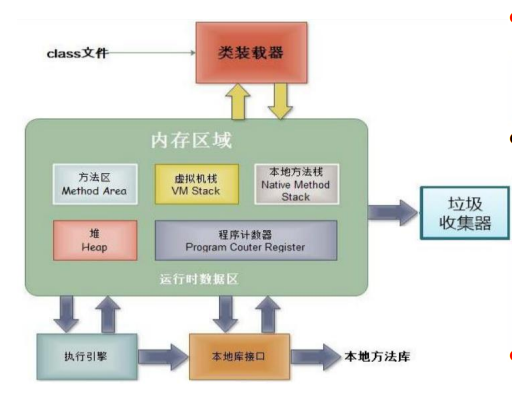 class文件
类装载器
内存区域
方法区
Method Area
虚拟机栈
VM Stack
本地方法栈
Native Method
Stack
堆
Heap
程序计数器
Program Couter Register
运行时数据区
垃圾
收集器
执行引擎
本地库接口
本地方法库